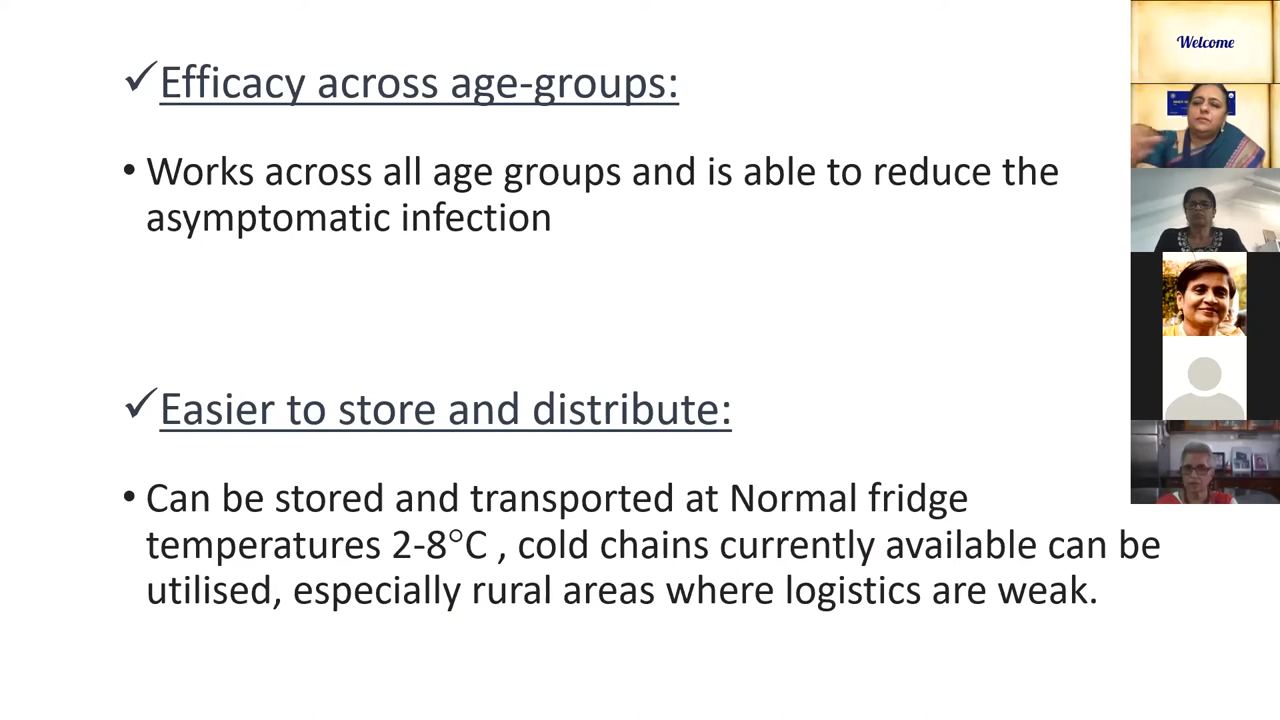 ✓Efficacy across age-groups:
• Works across all age groups and is able to reduce the
asymptomatic infection
✓Easier to store and distribute:
• Can be stored and transported at Normal fridge
temperatures 2-8°C , cold chains currently available can be
utilised, especially rural areas where logistics are weak.
Welcome